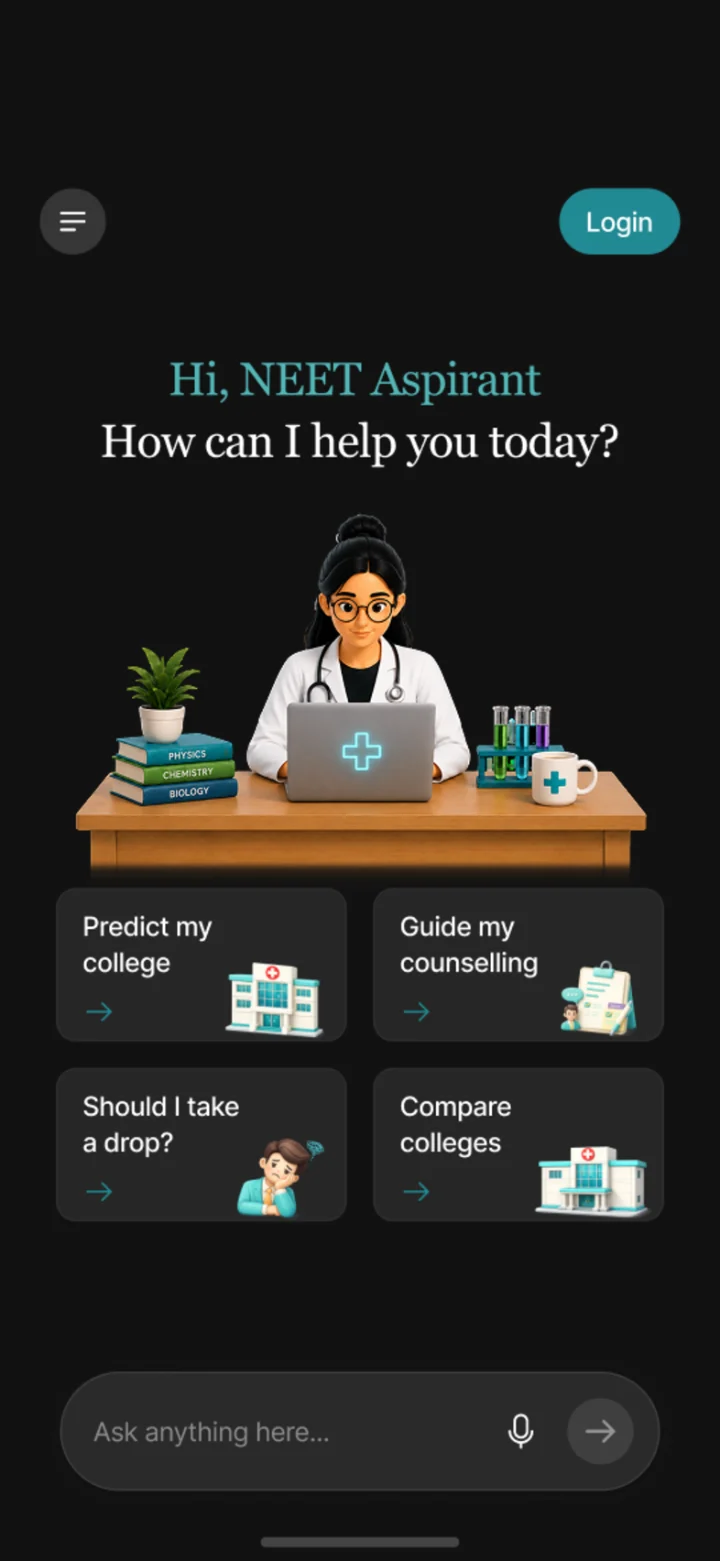 Login
Hi, NEET Aspirant
How can I help you today?
PHYSICS
CHEMISTRY
BIOLOGY
Predict my
college
Guide my
counselling
Should I take
a drop?
Compare
colleges
Ask anything here...